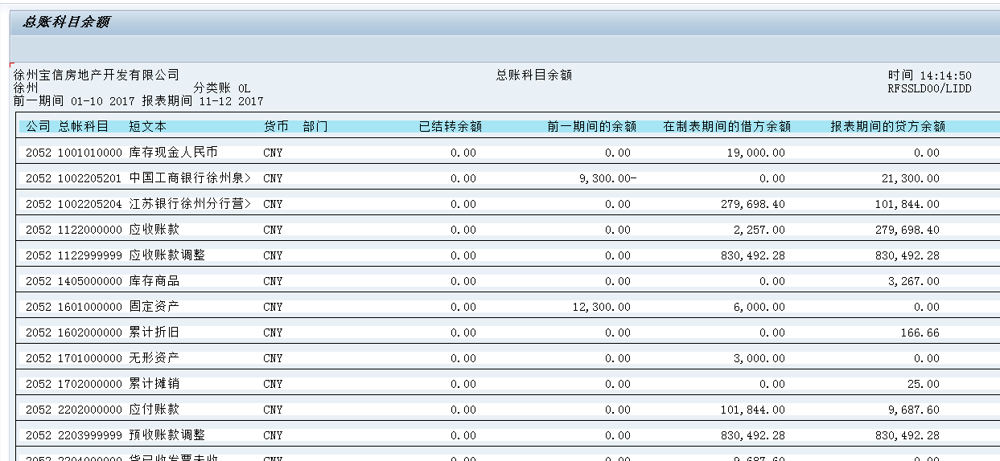 总账科目余额
徐州宝信房地产开发有限公司 总账科目余额 时间 14:14:50
徐州 分类账 0L RFSSLD00/LIDD
前一期间 01-10 2017 报表期间 11-12 2017
公司 总帐科目 短文本 货币 部门 已结转余额 前一期间的余额 在制表期间的借方余额 报表期间的贷方余额
2052 1001010000 库存现金人民币 CNY 0.00 0.00 19,000.00 0.00
2052 1002205201 中国工商银行徐州泉> CNY 0.00 9,300.00- 0.00 21,300.00
2052 1002205204 江苏银行徐州分行营> CNY 0.00 0.00 279,698.40 101,844.00
2052 1122000000 应收账款 CNY 0.00 0.00 2,257.00 279,698.40
2052 1122999999 应收账款调整 CNY 0.00 0.00 830,492.28 830,492.28
2052 1405000000 库存商品 CNY 0.00 0.00 0.00 3,267.00
2052 1601000000 固定资产 CNY 0.00 12,300.00 6,000.00 0.00
2052 1602000000 累计折旧 CNY 0.00 0.00 0.00 166.66
2052 1701000000 无形资产 CNY 0.00 0.00 3,000.00 0.00
2052 1702000000 累计摊销 CNY 0.00 0.00 0.00 25.00
2052 2202000000 应付账款 CNY 0.00 0.00 101,844.00 9,687.60
2052 2203999999 预收账款调整 CNY 0.00 0.00 830,492.28 830,492.28
2052 2204000000 货已收发票未收 CNY 0.00 0.00 9,687.60 0.00